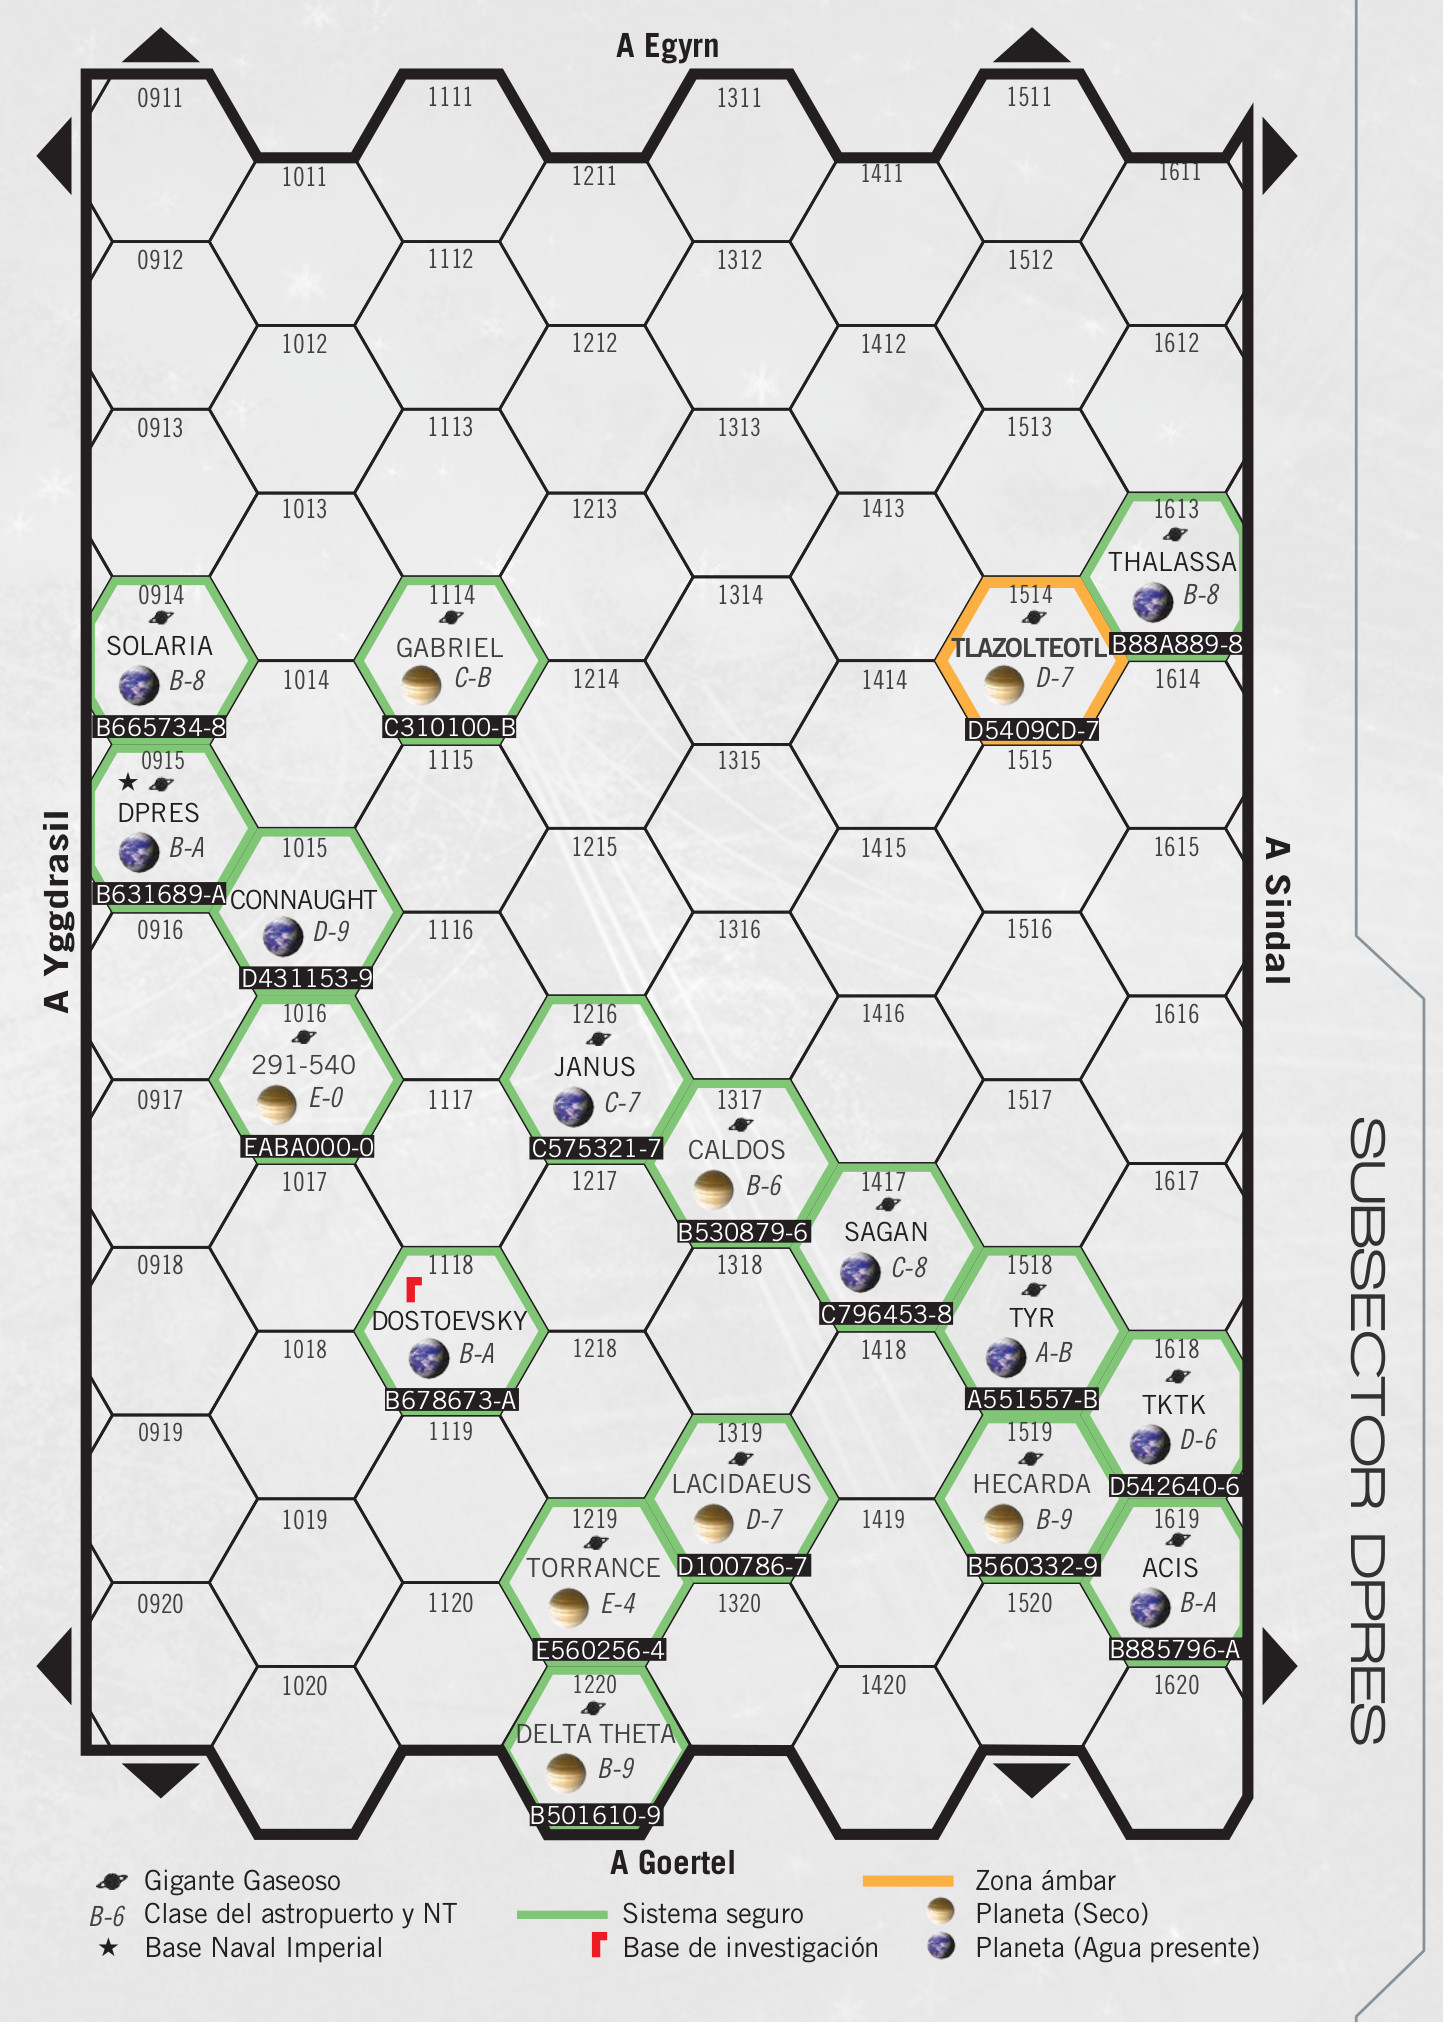 A Egyrn
0911
1111
1311
1511
1011
1211
1411
1611
0912
1112
1312
1512
1012
1212
1412
1612
0913
1113
1313
1513
1013
1213
1413
1613
THALASSA
B-8
B88A889-8
0914
SOLARIA
B-8
B665734-8
1114
GABRIEL
C-B
C310100-B
1314
1514
TLAZOLTEOTL
D-7
D5409CD-7
1014
1214
1414
1614
0915
DPRES
B-A
B631689-A
1115
1315
1515
1015
CONNAUGHT
D-9
D431153-9
1215
1415
1615
A Yggdrasil
A Sindal
0916
1116
1316
1516
1016
291-540
E-0
EABA000-0
1216
JANUS
C-7
C575321-7
1416
1616
0917
1117
1317
CALDOS
B-6
B530879-6
1517
1017
1217
1417
SAGAN
C-8
C796453-8
1617
0918
1118
DOSTOEVSKY
B-A
B678673-A
1318
1518
TYR
A-B
A551557-B
1018
1218
1418
1618
TKTK
D-6
D542640-6
0919
1119
1319
LACIDAEUS
D-7
D100786-7
1519
HECARDA
B-9
B560332-9
1019
1219
TORRANCE
E-4
E560256-4
1419
1619
ACIS
B-A
B885796-A
0920
1120
1320
1520
1020
1220
DELTA THETA
B-9
B501610-9
1420
1620
SUBSECTOR DPRES
A Goertel
Gigante Gaseoso
B-6 Clase del astropuerto y NT
Base Naval Imperial
Sistema seguro
Base de investigación
Zona ámbar
Planeta (Seco)
Planeta (Agua presente)